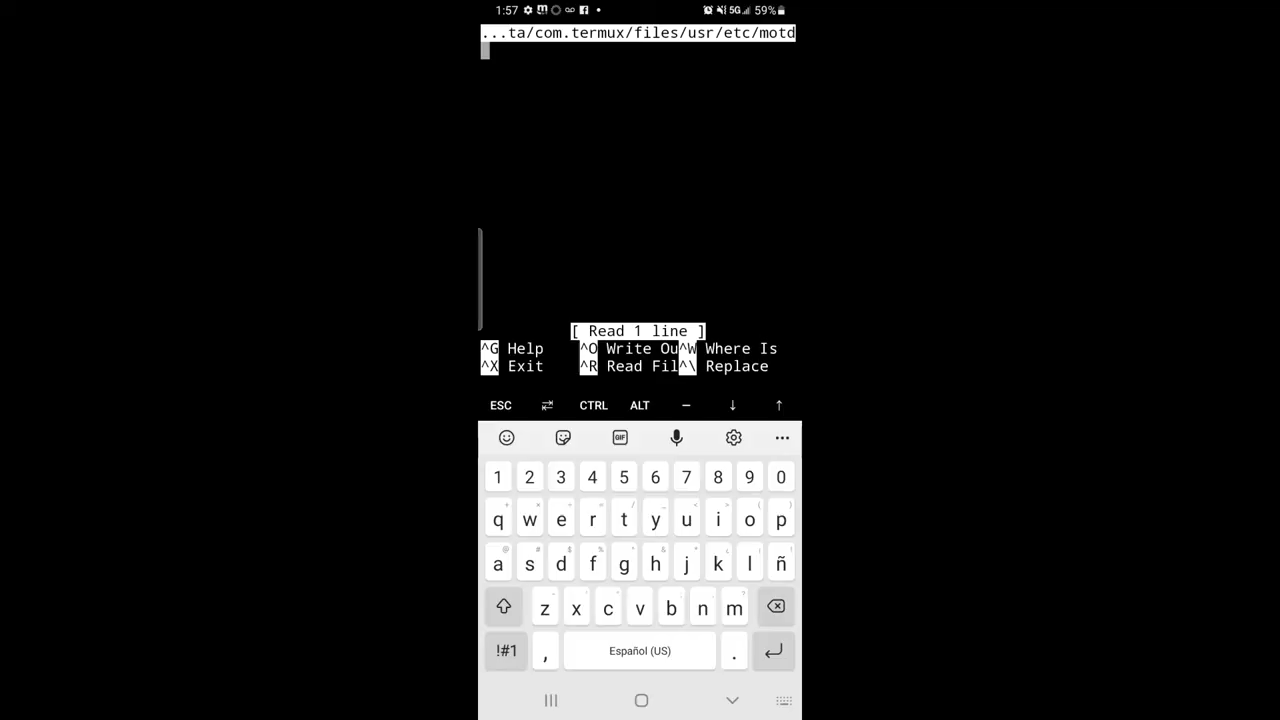 1:57 5G 59%
...ta/com.termux/files/usr/etc/motd
[ Read 1 line ]
^G Help ^O Write Ou^W Where Is
^X Exit ^R Read Fil^\ Replace
ESC CTRL ALT – ↓ ↑
GIF
1 2 3 4 5 6 7 8 9 0
q w e r t y u i o p
a s d f g h j k l ñ
z x c v b n m
!#1 , Español (US) .